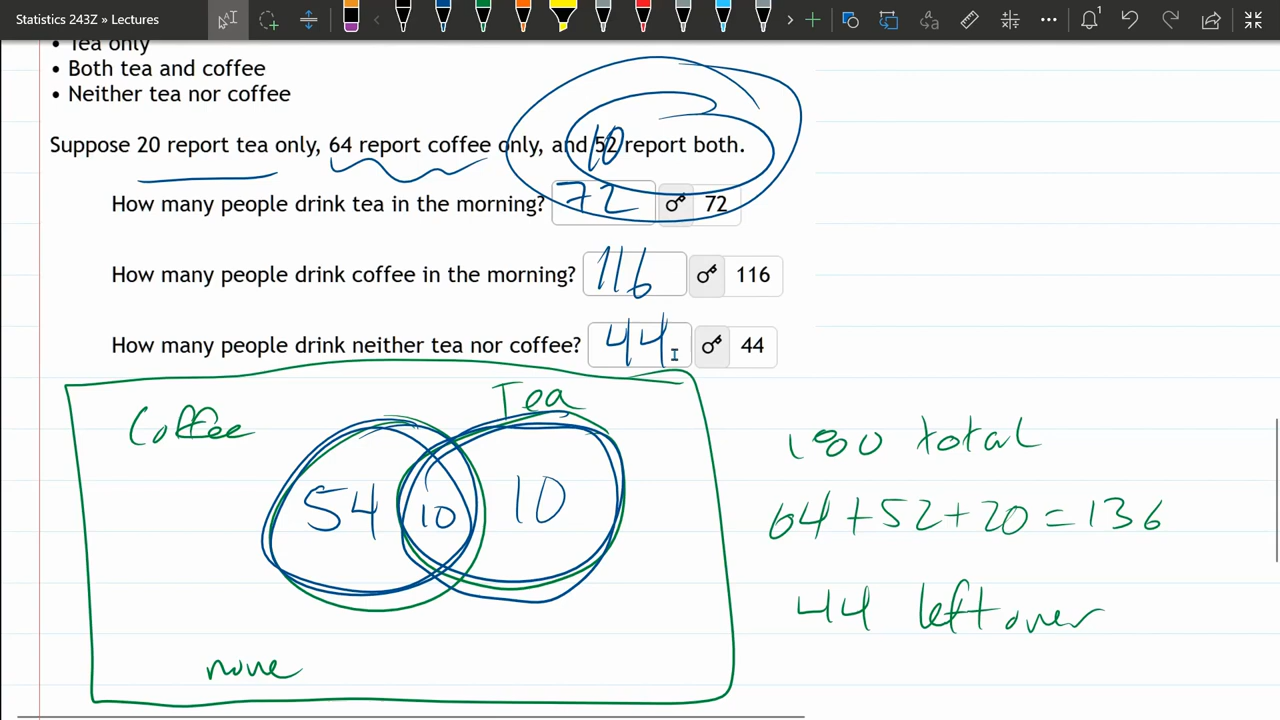 Statistics 243Z » Lectures
• Tea only
• Both tea and coffee
• Neither tea nor coffee
Suppose 20 report tea only, 64 report coffee only, and 52 report both.
10
How many people drink tea in the morning? 72 72
How many people drink coffee in the morning? 116 116
How many people drink neither tea nor coffee? 44 44
Coffee
Tea
54 10 10
none
180 total
64+52+20=136
44 leftover